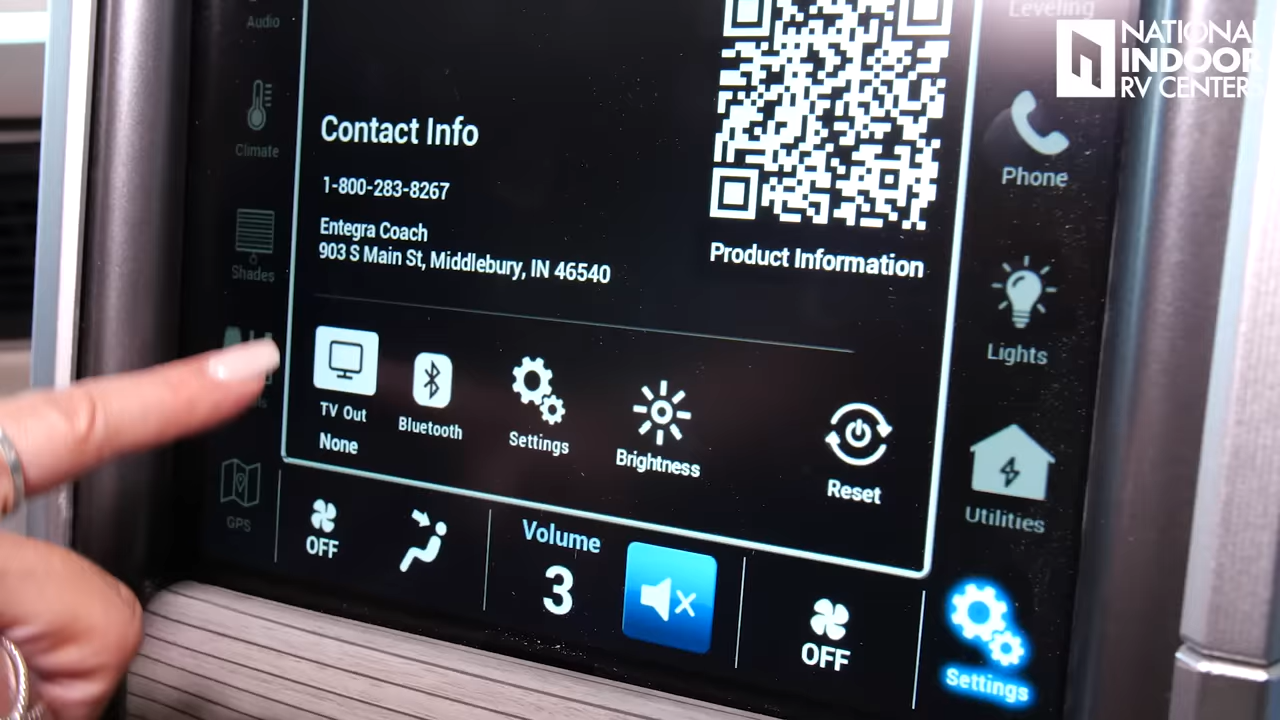 Audio
Climate
Shades
GPS
Contact Info
1-800-283-8267
Entegra Coach
903 S Main St, Middlebury, IN 46540
Product Information
TV Out
None
Bluetooth
Settings
Brightness
Reset
OFF
Volume
3
OFF
Leveling
Phone
Lights
Utilities
Settings
NATIONAL
INDOOR
RV CENTERS